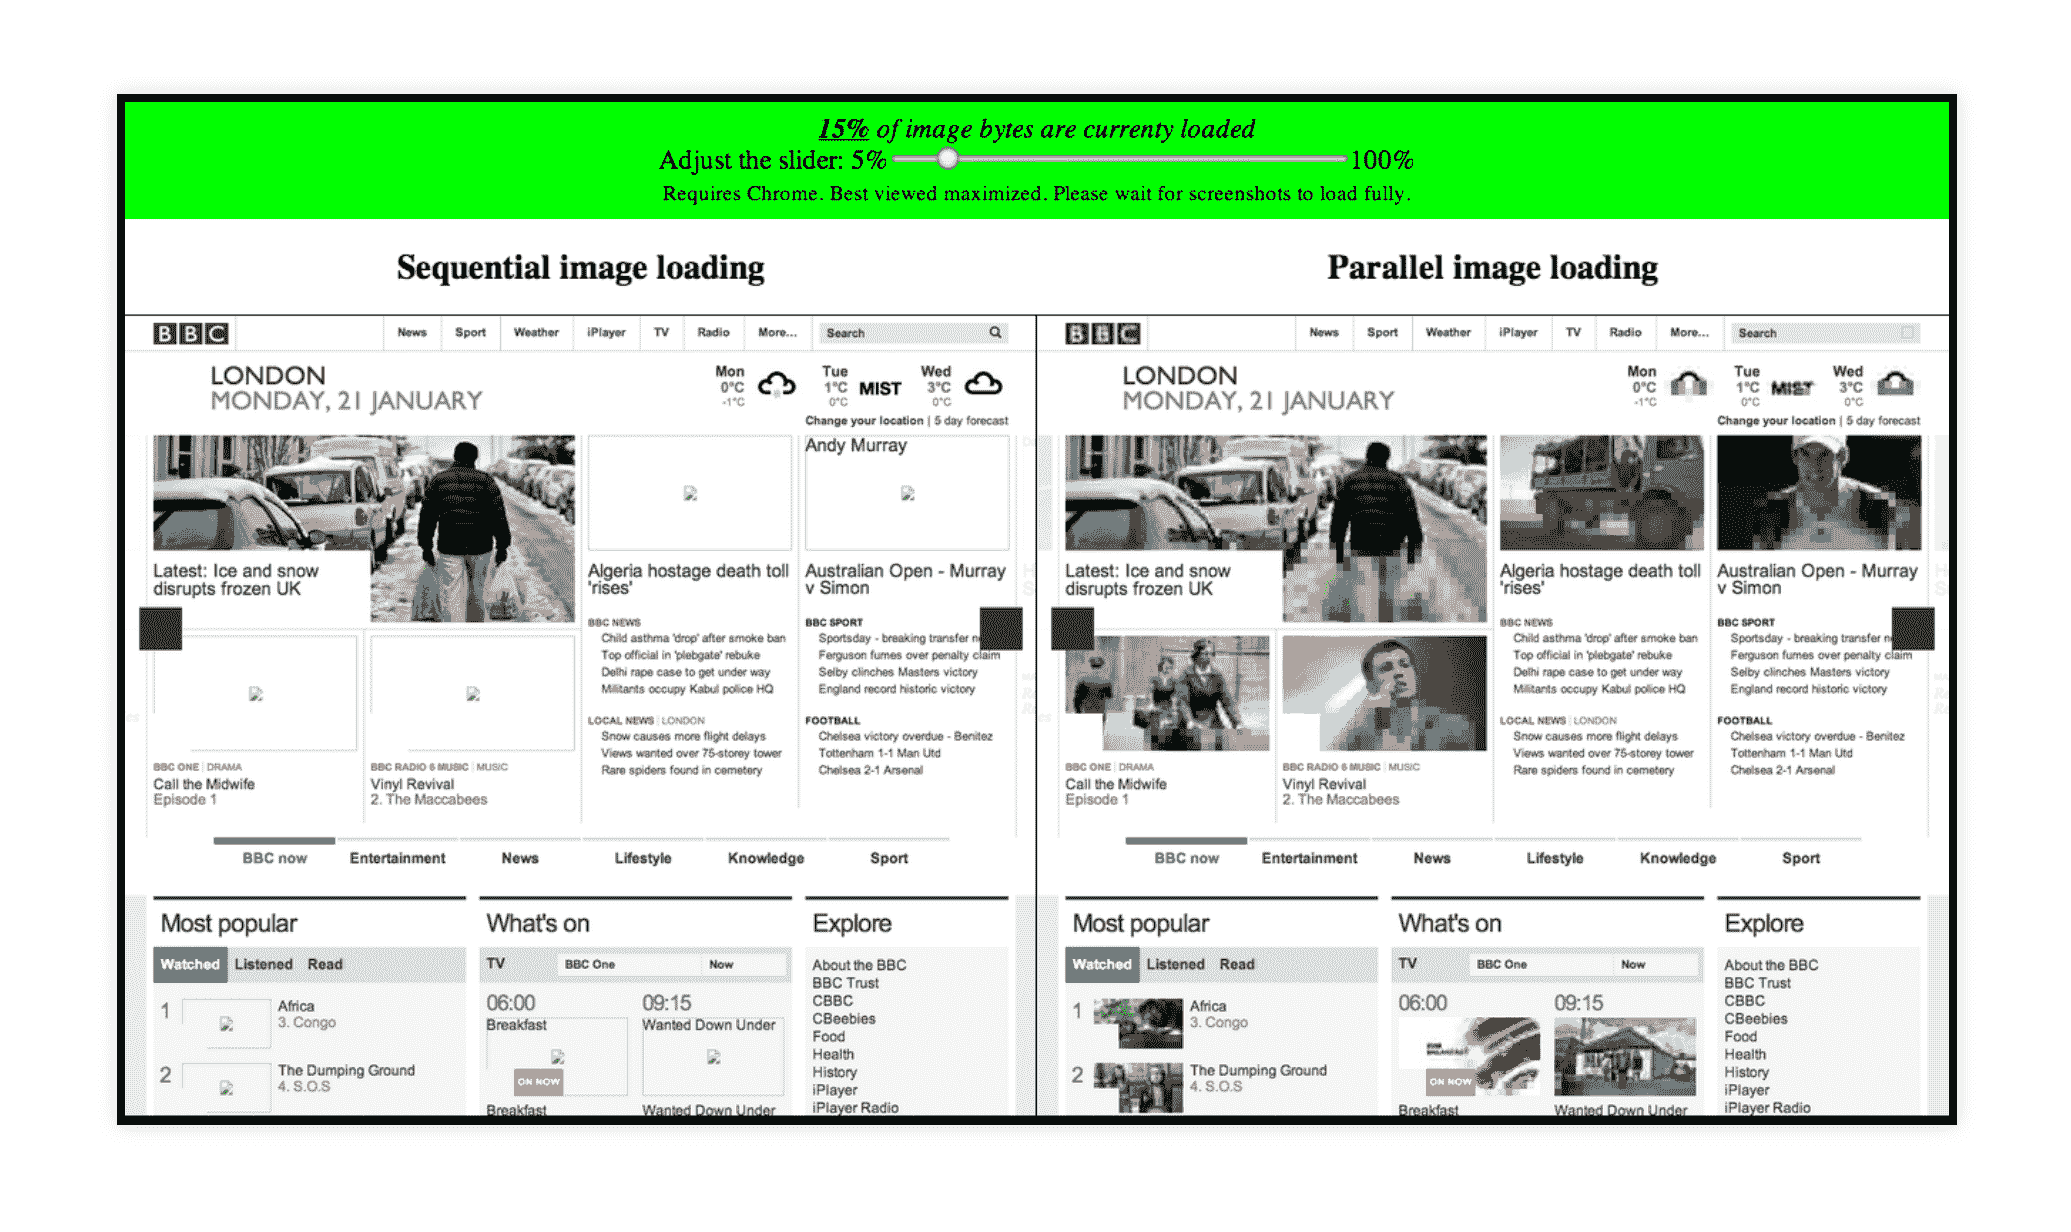 15% of image bytes are currenty loaded
Adjust the slider: 5% 100%
Requires Chrome. Best viewed maximized. Please wait for screenshots to load fully.
Sequential image loading
BBC
News Sport Weather iPlayer TV Radio More... Search
LONDON
MONDAY, 21 JANUARY
Mon Tue Wed
0°C 1°C MIST 3°C
-1°C 0°C 0°C
Change your location | 5 day forecast
Andy Murray
Latest: Ice and snow
disrupts frozen UK
Algeria hostage death toll
'rises'
Australian Open - Murray
v Simon
BBC NEWS
Child asthma 'drop' after smoke ban
Top official in 'plebgate' rebuke
Delhi rape case to get under way
Militants occupy Kabul police HQ
BBC SPORT
Sportsday - breaking transfer
Ferguson fumes over penalty claim
Selby clinches Masters victory
England record historic victory
LOCAL NEWS | LONDON
Snow causes more flight delays
Views wanted over 75-storey tower
Rare spiders found in cemetery
FOOTBALL
Chelsea victory overdue - Benitez
Tottenham 1-1 Man Utd
Chelsea 2-1 Arsenal
BBC ONE | DRAMA
Call the Midwife
Episode 1
BBC RADIO 6 MUSIC | MUSIC
Vinyl Revival
2. The Maccabees
BBC now Entertainment News Lifestyle Knowledge Sport
Most popular
Watched Listened Read
1 Africa
3. Congo
2 The Dumping Ground
4. S.O.S
What's on
TV BBC One Now
06:00 09:15
Breakfast Wanted Down Under
ON NOW
Breakfast Wanted Down Under
Explore
About the BBC
BBC Trust
CBBC
CBeebies
Food
Health
History
iPlayer
iPlayer Radio
Parallel image loading
BBC
News Sport Weather iPlayer TV Radio More... Search
LONDON
MONDAY, 21 JANUARY
Mon Tue Wed
0°C 1°C MIST 3°C
-1°C 0°C 0°C
Change your location | 5 day forecast
Latest: Ice and snow
disrupts frozen UK
Algeria hostage death toll
'rises'
Australian Open - Murray
v Simon
BBC NEWS
Child asthma 'drop' after smoke ban
Top official in 'plebgate' rebuke
Delhi rape case to get under way
Militants occupy Kabul police HQ
BBC SPORT
Sportsday - breaking transfer
Ferguson fumes over penalty claim
Selby clinches Masters victory
England record historic victory
LOCAL NEWS | LONDON
Snow causes more flight delays
Views wanted over 75-storey tower
Rare spiders found in cemetery
FOOTBALL
Chelsea victory overdue - Benitez
Tottenham 1-1 Man Utd
Chelsea 2-1 Arsenal
BBC ONE | DRAMA
Call the Midwife
Episode 1
BBC RADIO 6 MUSIC | MUSIC
Vinyl Revival
2. The Maccabees
BBC now Entertainment News Lifestyle Knowledge Sport
Most popular
Watched Listened Read
1 Africa
3. Congo
2 The Dumping Ground
4. S.O.S
What's on
TV BBC One Now
06:00 09:15
ON NOW
Breakfast Wanted Down Under
Explore
About the BBC
BBC Trust
CBBC
CBeebies
Food
Health
History
iPlayer
iPlayer Radio